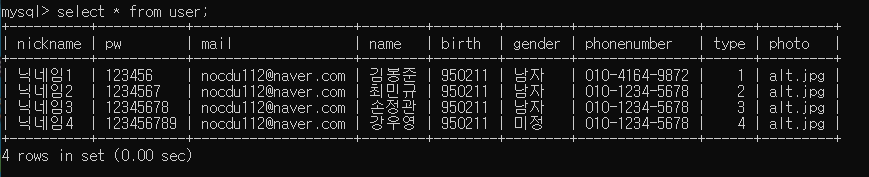 mysql> select * from user;
+----------+-----------+--------------------+--------+--------+--------+---------------+------+---------+
| nickname | pw | mail | name | birth | gender | phonenumber | type | photo |
+----------+-----------+--------------------+--------+--------+--------+---------------+------+---------+
| 닉네임1 | 123456 | nocdu112@naver.com | 김봉준 | 950211 | 남자 | 010-4164-9872 | 1 | alt.jpg |
| 닉네임2 | 1234567 | nocdu112@naver.com | 최민규 | 950211 | 남자 | 010-1234-5678 | 2 | alt.jpg |
| 닉네임3 | 12345678 | nocdu112@naver.com | 손정관 | 950211 | 남자 | 010-1234-5678 | 3 | alt.jpg |
| 닉네임4 | 123456789 | nocdu112@naver.com | 강우영 | 950211 | 미정 | 010-1234-5678 | 4 | alt.jpg |
+----------+-----------+--------------------+--------+--------+--------+---------------+------+---------+
4 rows in set (0.00 sec)